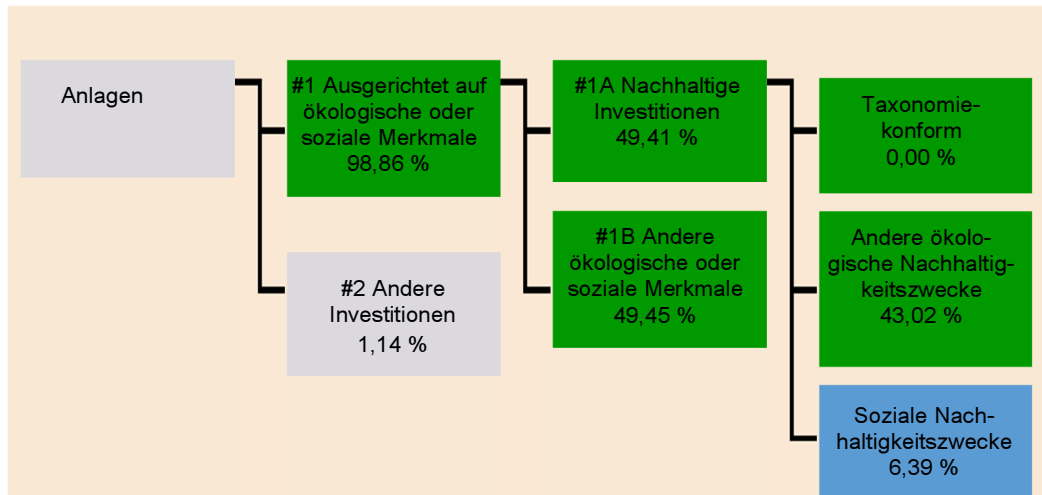 Anlagen
#1 Ausgerichtet auf
ökologische oder
soziale Merkmale
98,86 %
#2 Andere
Investitionen
1,14 %
#1A Nachhaltige
Investitionen
49,41 %
#1B Andere
ökologische oder
soziale Merkmale
49,45 %
Taxonomie-
konform
0,00 %
Andere ökolo-
gische Nachhaltig-
keitszwecke
43,02 %
Soziale Nach-
haltigkeitszwecke
6,39 %